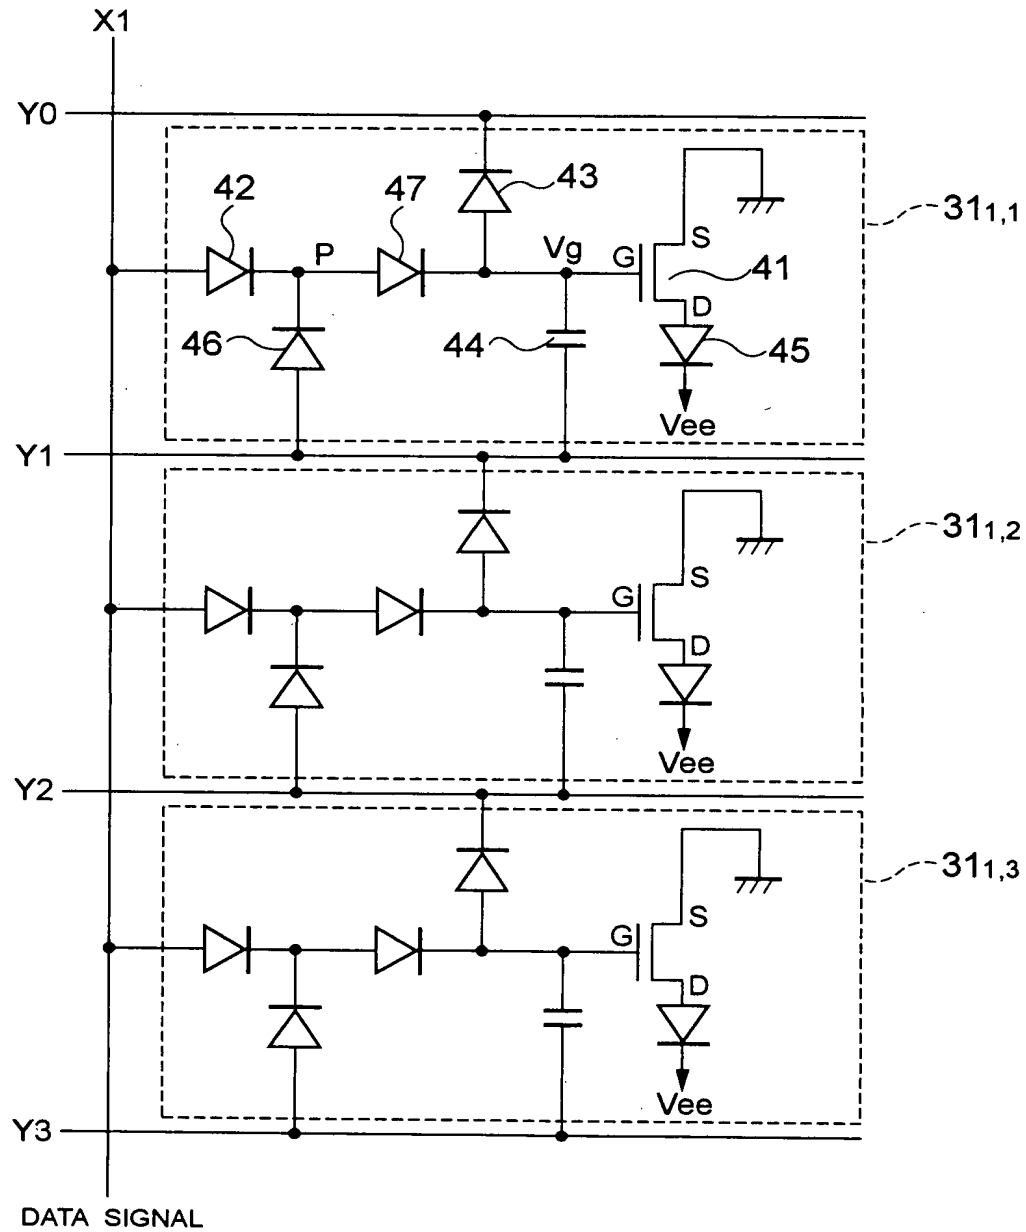 X1
Y0
42
47
43
31₁,₁
P
Vg
G
S
41
D
46
44
45
Vee
Y1
31₁,₂
S
G
D
Vee
Y2
31₁,₃
S
G
D
Vee
Y3
DATA SIGNAL